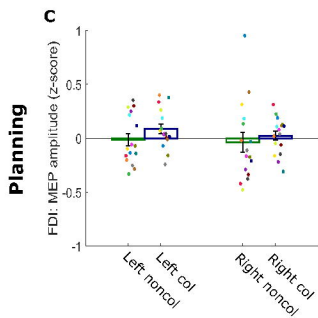 C
Planning
FDI: MEP amplitude (z-score)
1
0.5
0
-0.5
-1
Left noncol
Left col
Right noncol
Right col